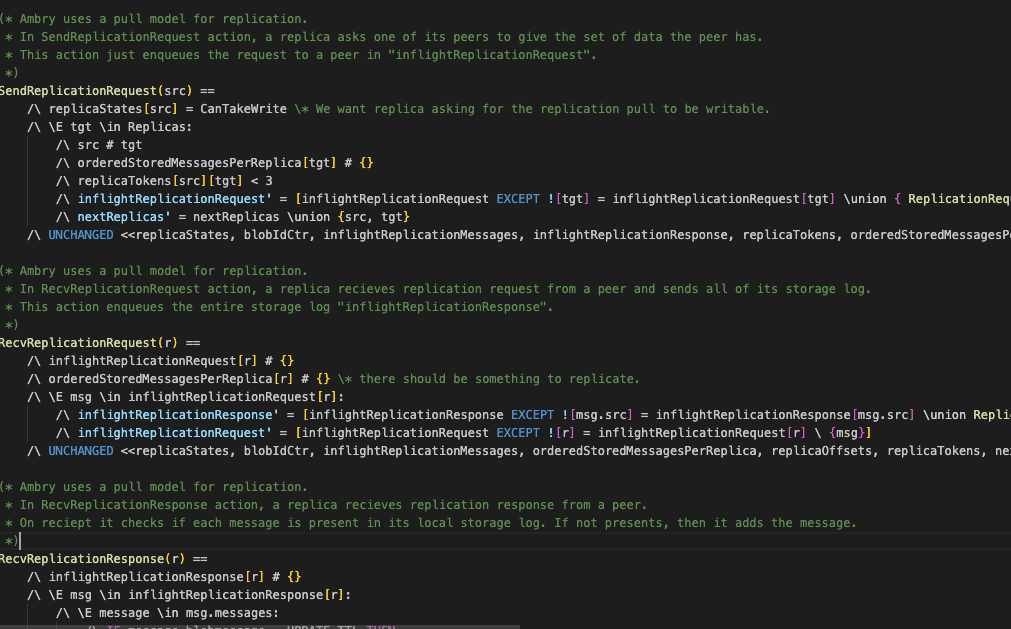 (* Ambry uses a pull model for replication.
 * In SendReplicationRequest action, a replica asks one of its peers to give the set of data the peer has.
 * This action just enqueues the request to a peer in "inflightReplicationRequest".
 *)
SendReplicationRequest(src) ==
    /\ replicaStates[src] = CanTakeWrite \* We want replica asking for the replication pull to be writable.
    /\ \E tgt \in Replicas:
        /\ src # tgt
        /\ orderedStoredMessagesPerReplica[tgt] # {}
        /\ replicaTokens[src][tgt] < 3
        /\ inflightReplicationRequest' = [inflightReplicationRequest EXCEPT ![tgt] = inflightReplicationRequest[tgt] \union { ReplicationReq
        /\ nextReplicas' = nextReplicas \union {src, tgt}
    /\ UNCHANGED <<replicaStates, blobIdCtr, inflightReplicationMessages, inflightReplicationResponse, replicaTokens, orderedStoredMessagesP
(* Ambry uses a pull model for replication.
 * In RecvReplicationRequest action, a replica recieves replication request from a peer and sends all of its storage log.
 * This action enqueues the entire storage log "inflightReplicationResponse".
 *)
RecvReplicationRequest(r) ==
    /\ inflightReplicationRequest[r] # {}
    /\ orderedStoredMessagesPerReplica[r] # {} \* there should be something to replicate.
    /\ \E msg \in inflightReplicationRequest[r]:
        /\ inflightReplicationResponse' = [inflightReplicationResponse EXCEPT ![msg.src] = inflightReplicationResponse[msg.src] \union Repli
        /\ inflightReplicationRequest' = [inflightReplicationRequest EXCEPT ![r] = inflightReplicationRequest[r] \ {msg}]
    /\ UNCHANGED <<replicaStates, blobIdCtr, inflightReplicationMessages, orderedStoredMessagesPerReplica, replicaOffsets, replicaTokens, ne
(* Ambry uses a pull model for replication.
 * In RecvReplicationResponse action, a replica recieves replication response from a peer.
 * On reciept it checks if each message is present in its local storage log. If not presents, then it adds the message.
 *)
RecvReplicationResponse(r) ==
    /\ inflightReplicationResponse[r] # {}
    /\ \E msg \in inflightReplicationResponse[r]:
        /\ \E message \in msg.messages: